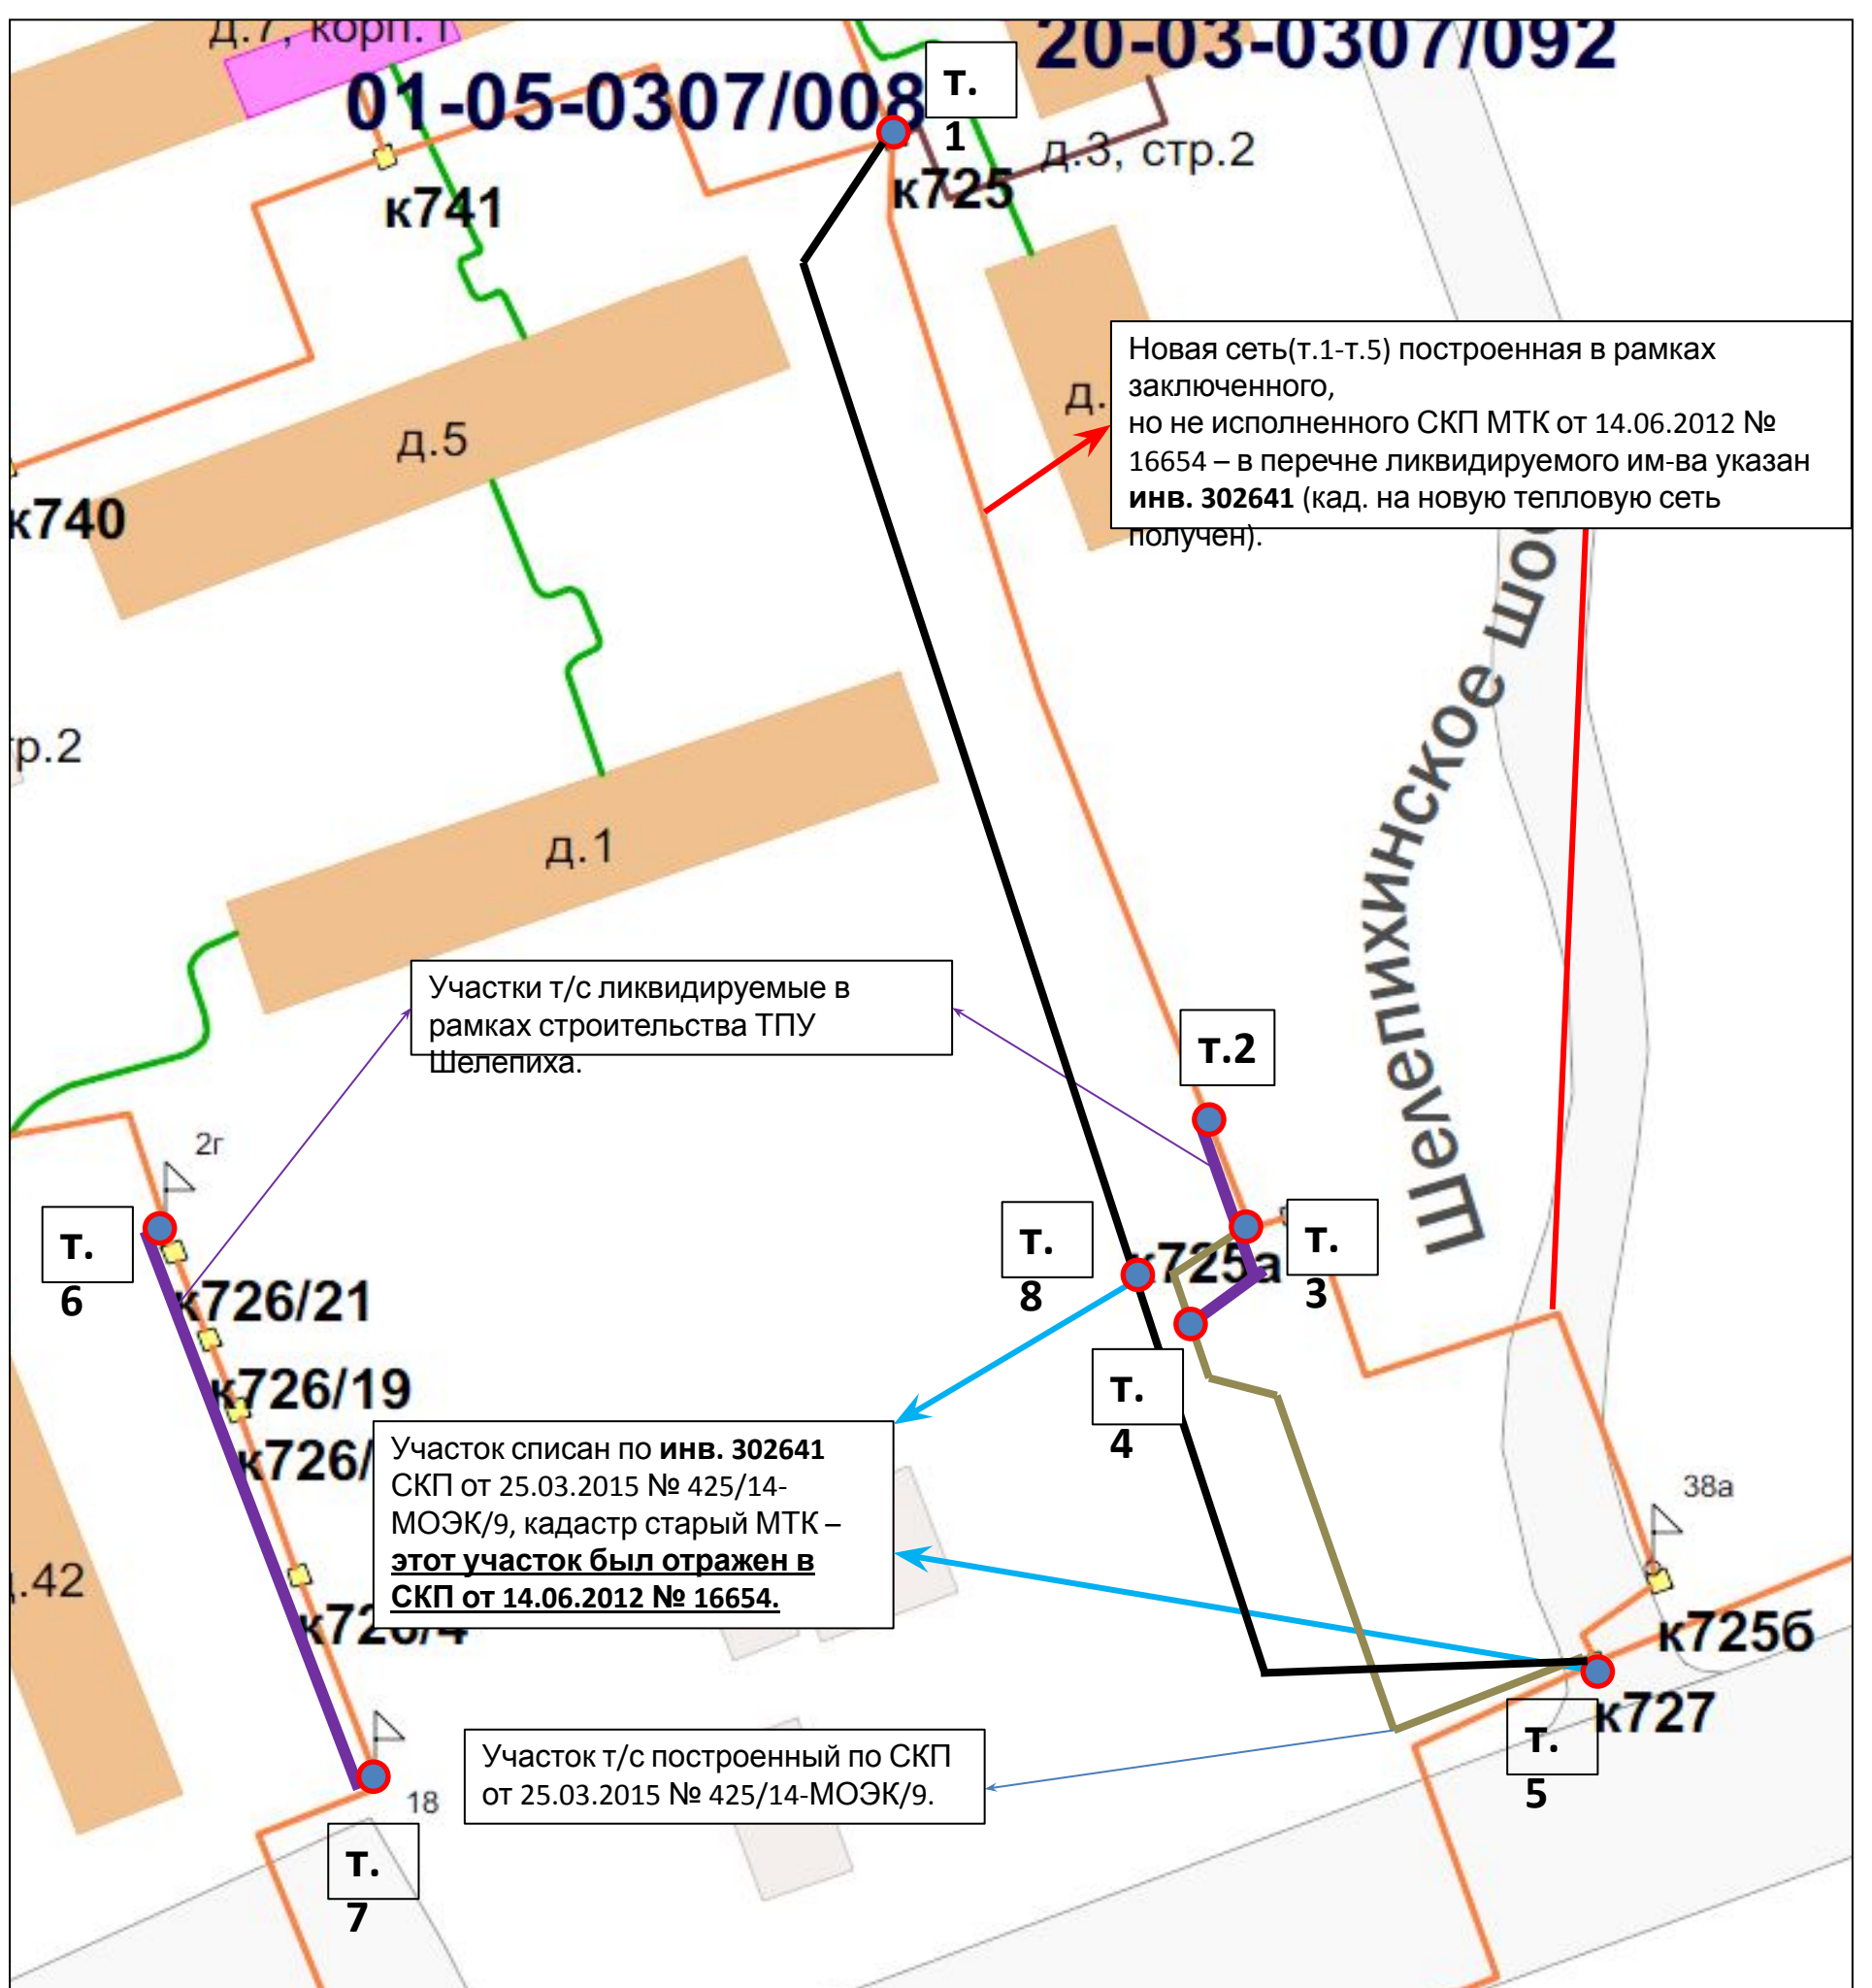 д.7, корп.1
20-03-0307/092
01-05-0307/008
т.
1
д.3, стр.2
к741
к725
Новая сеть(т.1-т.5) построенная в рамках
заключенного,
но не исполненного СКП МТК от 14.06.2012 №
16654 – в перечне ликвидируемого им-ва указан
инв. 302641 (кад. на новую тепловую сеть
получен).
д.
д.5
к740
Шелепихинское шос
р.2
д.1
Участки т/с ликвидируемые в
рамках строительства ТПУ
Шелепиха.
т.2
2г
т.
6
т.
8
к725а
т.
3
к726/21
к726/19
т.
4
к726/
Участок списан по инв. 302641
СКП от 25.03.2015 № 425/14-
МОЭК/9, кадастр старый МТК –
этот участок был отражен в
СКП от 14.06.2012 № 16654.
38а
.42
к726/4
к725б
к727
Участок т/с построенный по СКП
от 25.03.2015 № 425/14-МОЭК/9.
т.
5
18
т.
7